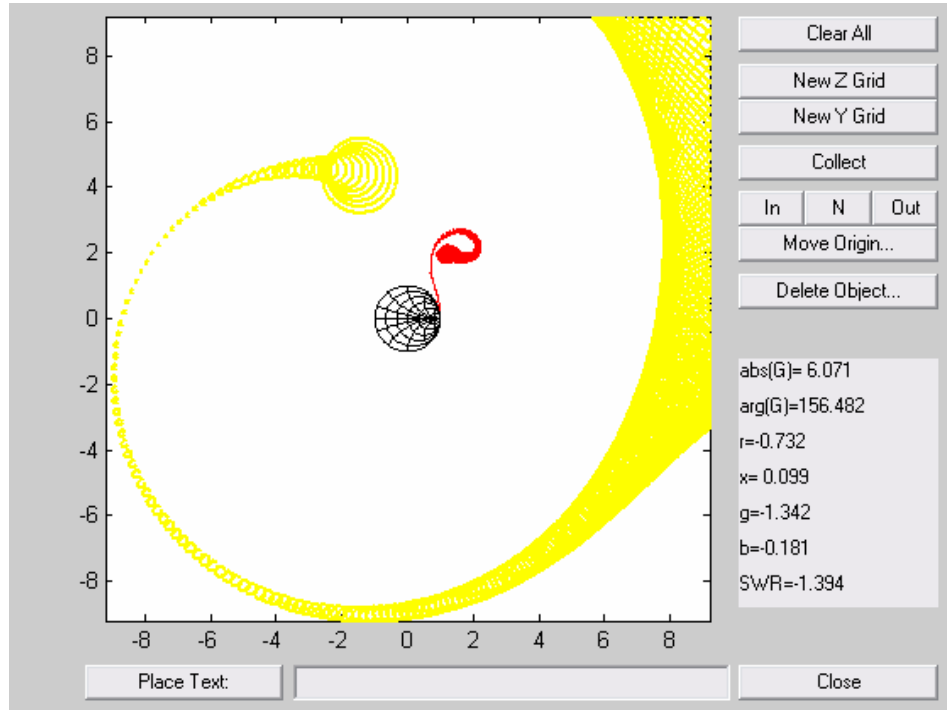 8
6
4
2
0
-2
-4
-6
-8
-8 -6 -4 -2 0 2 4 6 8
Clear All
New Z Grid
New Y Grid
Collect
In N Out
Move Origin...
Delete Object...
abs(G)= 6.071
arg(G)=156.482
r=-0.732
x= 0.099
g=-1.342
b=-0.181
SWR=-1.394
Place Text:
Close